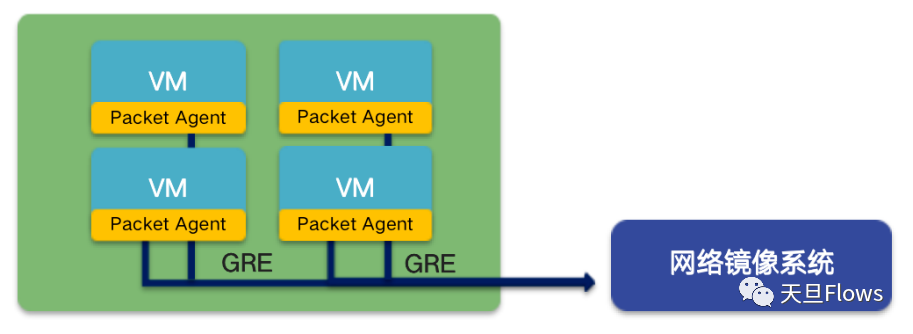 VM
Packet Agent
VM
Packet Agent
VM
Packet Agent
VM
Packet Agent
GRE
GRE
网络镜像系统
天旦Flows